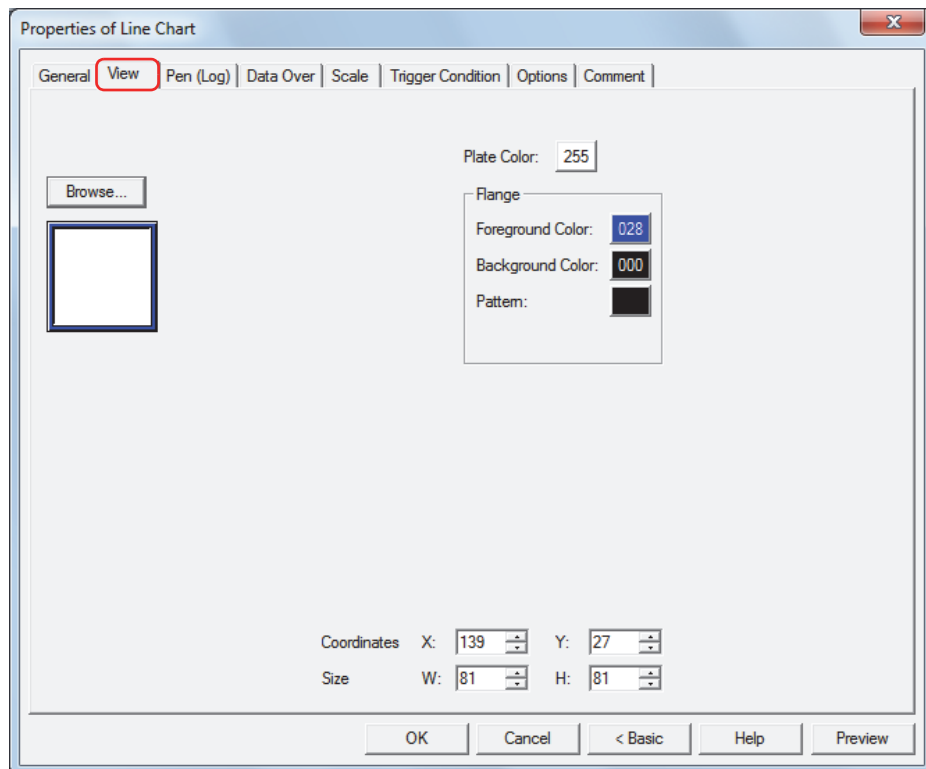 Properties of Line Chart
General View Pen (Log) Data Over Scale Trigger Condition Options Comment
Plate Color: 255
Browse...
Flange
Foreground Color: 028
Background Color: 000
Pattern:
Coordinates X: 139 Y: 27
Size W: 81 H: 81
OK Cancel < Basic Help Preview